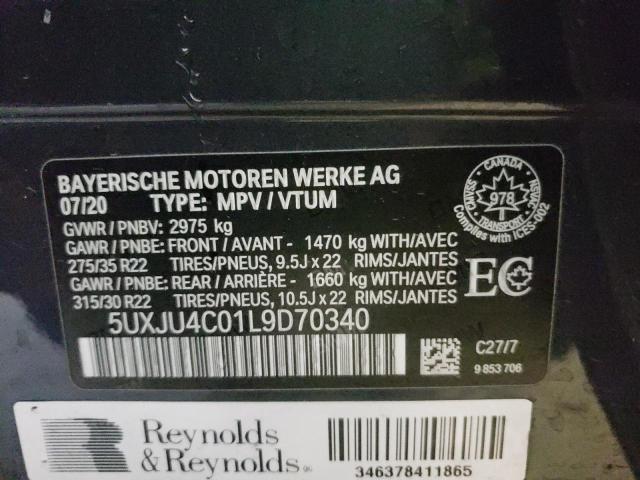 BAYERISCHE MOTOREN WERKE AG
07/20 TYPE: MPV / VTUM
GVWR / PNBV: 2975 kg
GAWR / PNBE: FRONT / AVANT - 1470 kg WITH/AVEC
275/35 R22 TIRES/PNEUS, 9.5J x 22 RIMS/JANTES
GAWR / PNBE: REAR / ARRIÈRE - 1660 kg WITH/AVEC
315/30 R22 TIRES/PNEUS, 10.5J x 22 RIMS/JANTES
5UXJU4C01L9D70340
CANADA
CMVSS
978
NSVAC
TRANSPORT
Complies with ICES-002
EC
C27/7
9 853 706
R
Reynolds
& Reynolds
346378411865